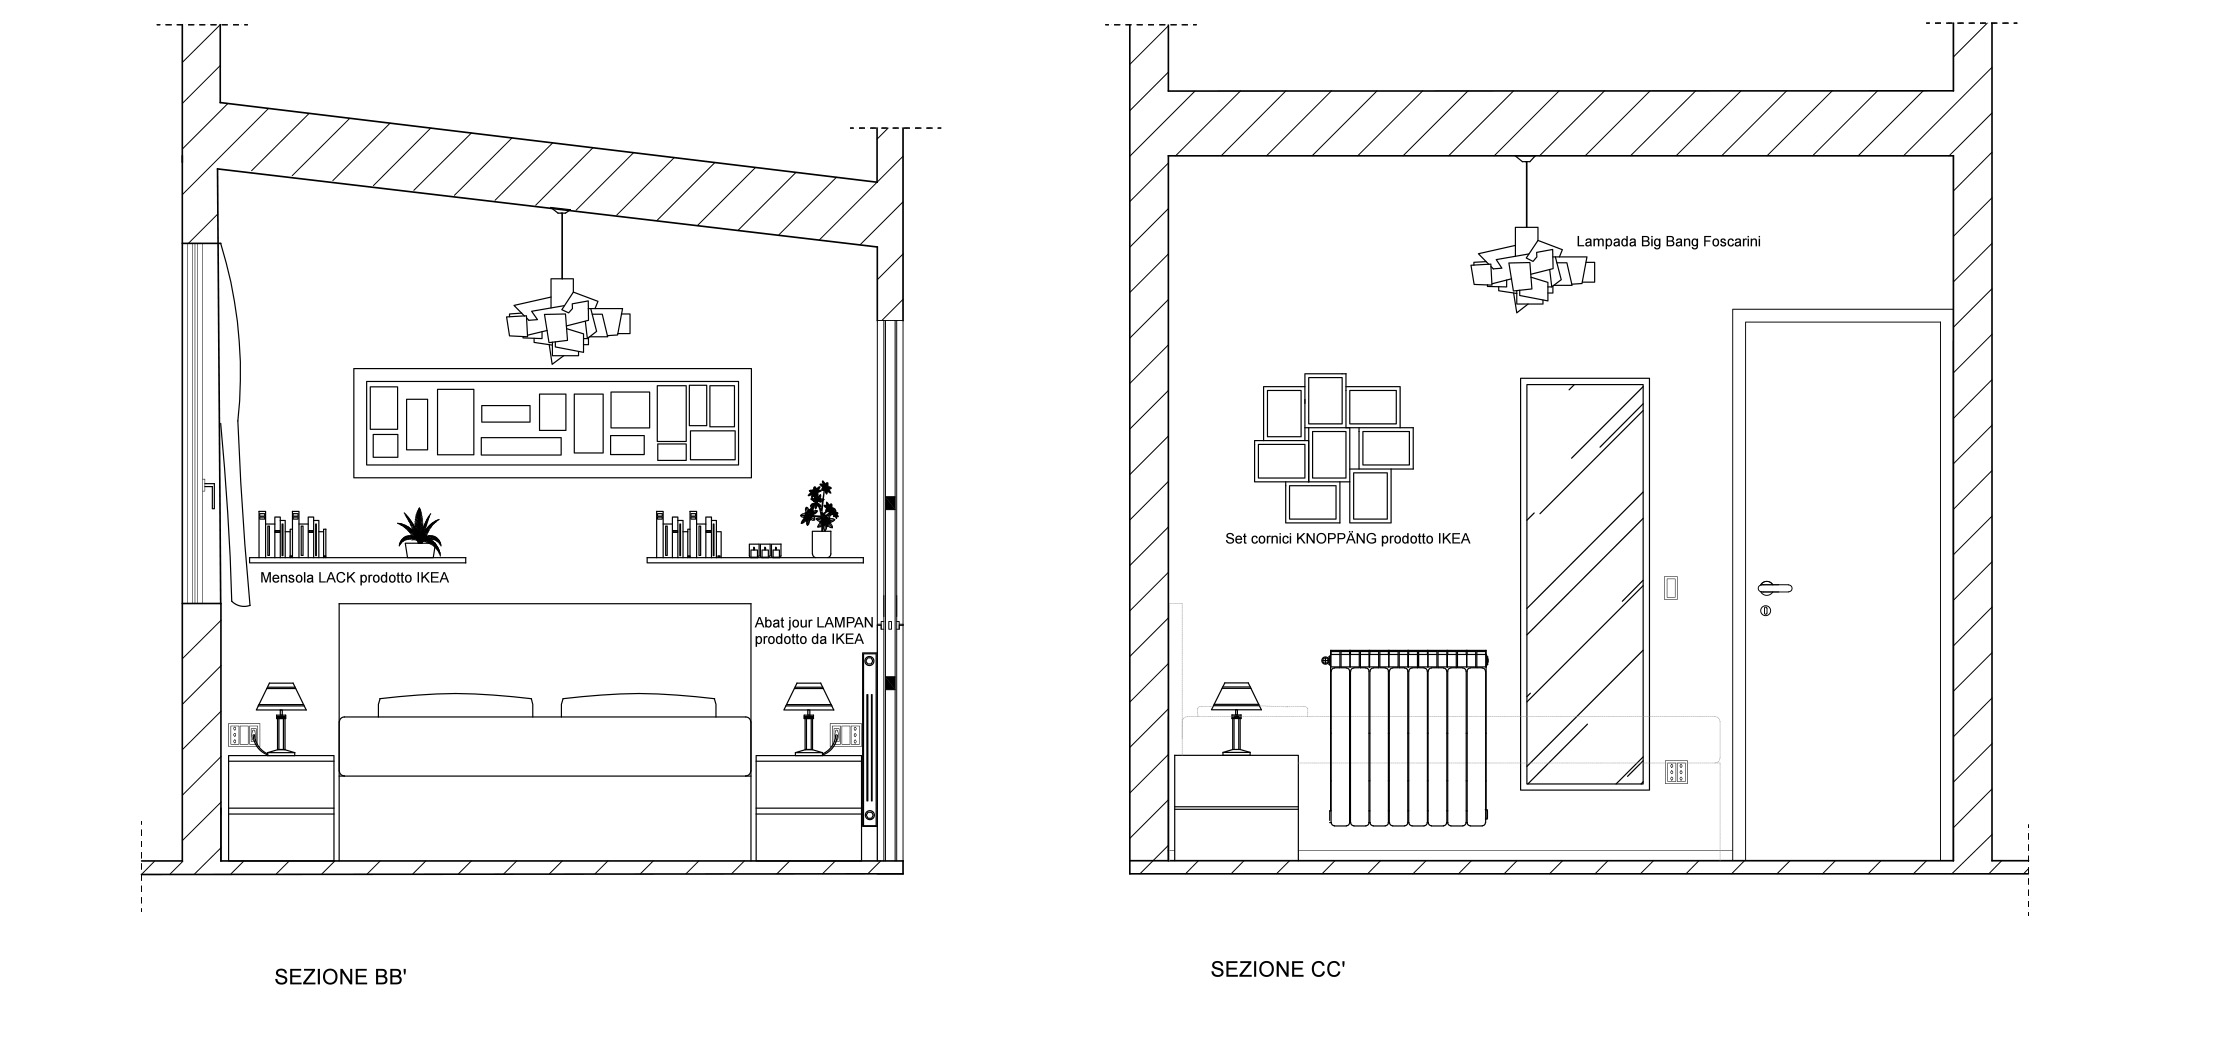 Lampada Big Bang Foscarini
Set cornici KNOPPÄNG prodotto IKEA
Mensola LACK prodotto IKEA
Abat jour LAMPAN
prodotto da IKEA
SEZIONE BB'
SEZIONE CC'